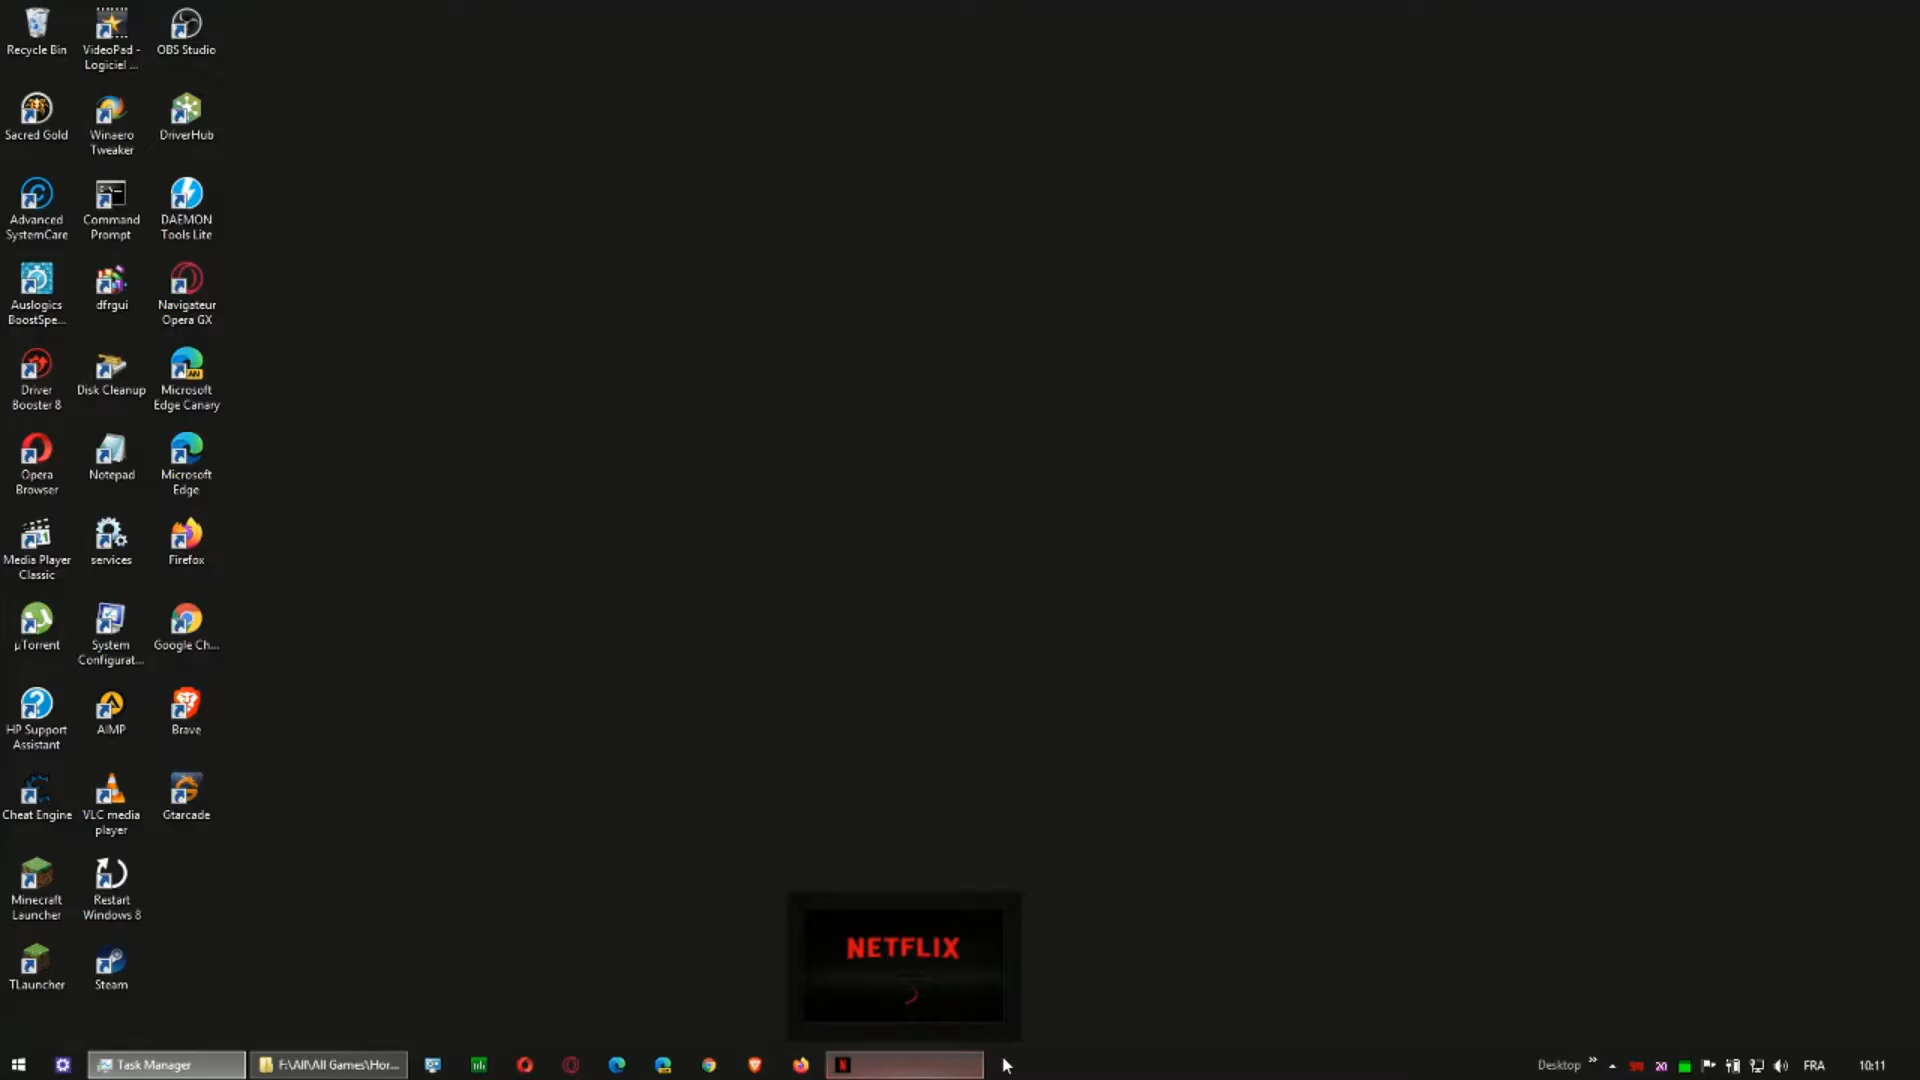 Recycle Bin
VideoPad -
Logiciel ...
OBS Studio
Sacred Gold
Winaero
Tweaker
DriverHub
Advanced
SystemCare
Command
Prompt
DAEMON
Tools Lite
Auslogics
BoostSpe...
dfrgui
Navigateur
Opera GX
Driver
Booster 8
Disk Cleanup
Microsoft
Edge Canary
Opera
Browser
Notepad
Microsoft
Edge
Media Player
Classic
services
Firefox
µTorrent
System
Configurat...
Google Ch...
HP Support
Assistant
AIMP
Brave
Cheat Engine
VLC media
player
Gtarcade
Minecraft
Launcher
Restart
Windows 8
TLauncher
Steam
NETFLIX
Task Manager
F:\All\All Games\Hor...
N
Desktop
20
FRA
10:11